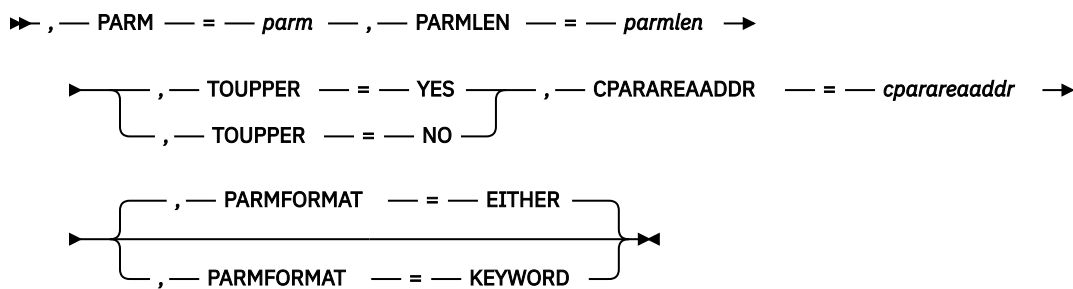 , PARM = parm , PARMLEN = parmlen
, TOUPPER = YES , CPARAREAADDR = cparareaaddr
, TOUPPER = NO
, PARMFORMAT = EITHER
, PARMFORMAT = KEYWORD